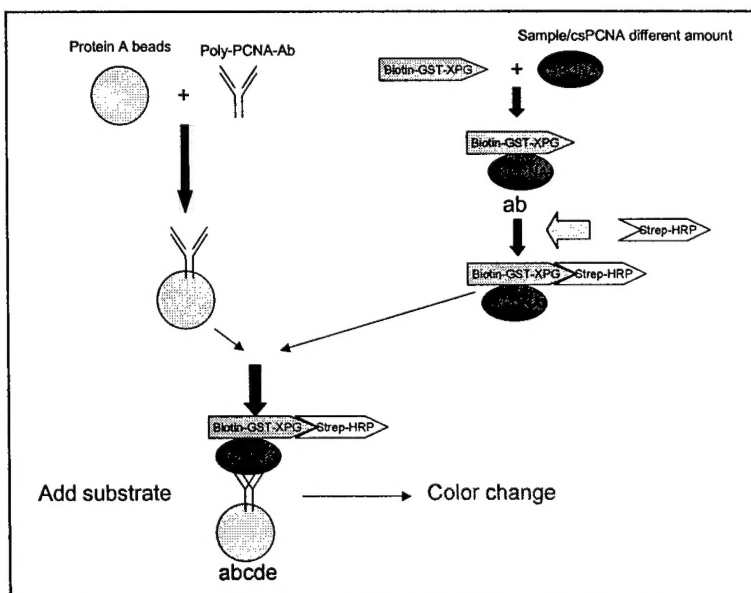 Protein A beads
Poly-PCNA-Ab
+
Sample/csPCNA different amount
Biotin-GST-XPG
+
Biotin-GST-XPG
ab
Strep-HRP
Biotin-GST-XPG
Strep-HRP
Biotin-GST-XPG
Strep-HRP
Add substrate
Color change
abcde